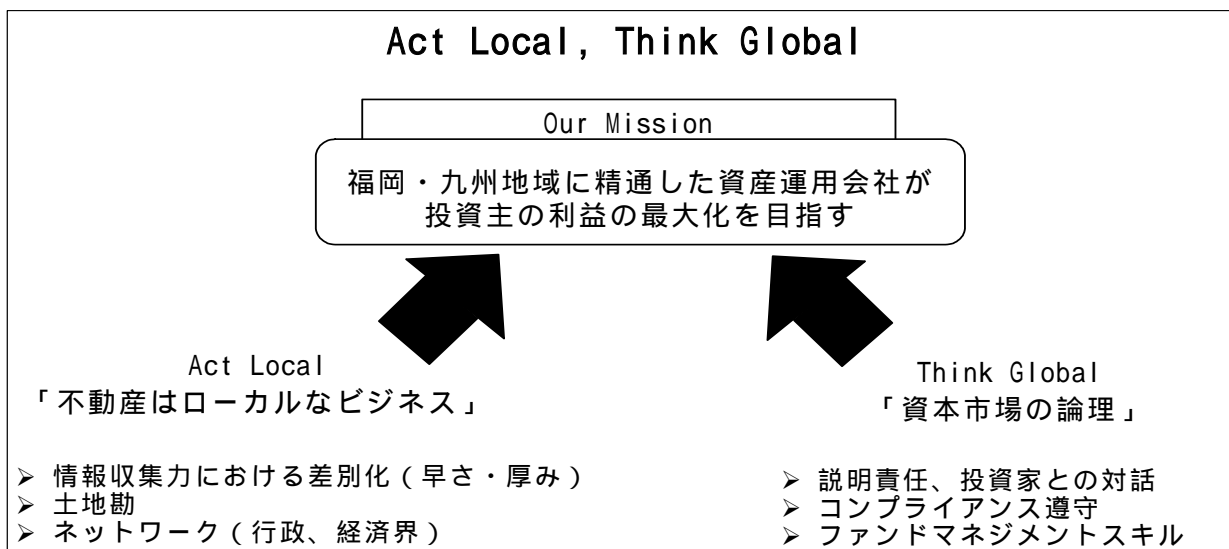 Act Local, Think Global
Our Mission
福岡・九州地域に精通した資産運用会社が
投資主の利益の最大化を目指す
Act Local
「不動産はローカルなビジネス」
➢ 情報収集力における差別化（早さ・厚み）
➢ 土地勘
➢ ネットワーク（行政、経済界）
Think Global
「資本市場の論理」
➢ 説明責任、投資家との対話
➢ コンプライアンス遵守
➢ ファンドマネジメントスキル